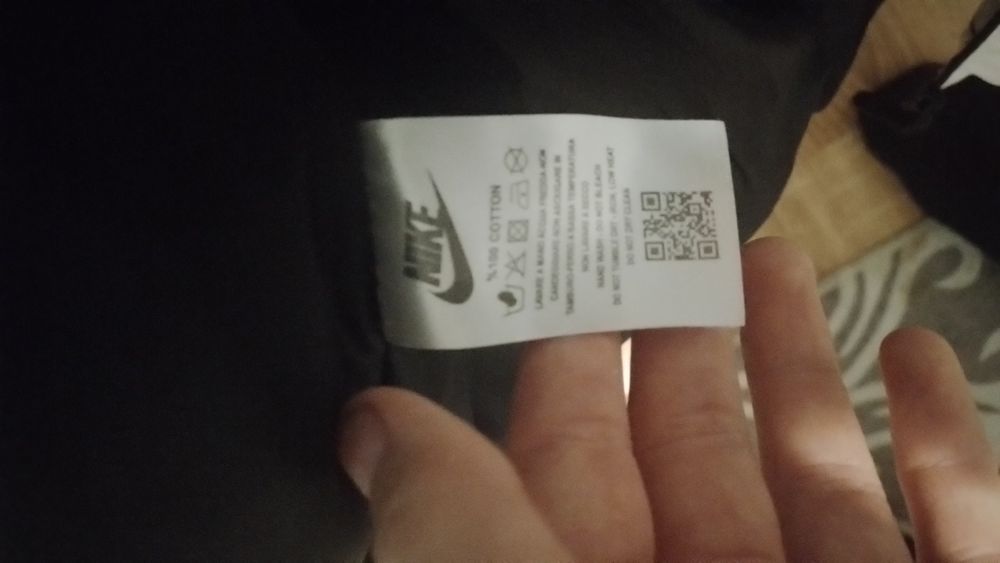 NIKE
%100 COTTON
LAVARE A MANO ACQUA FREDDA-NON
CANDEGGIARE-NON ASCIUGARE IN
TAMBURO-FERRO A BASSA TEMPERATURA
NON LAVARE A SECCO
HAND WASH DO NOT BLEACH
DO NOT TUMBLE DRY - IRON, LOW HEAT
DO NOT DRY CLEAN